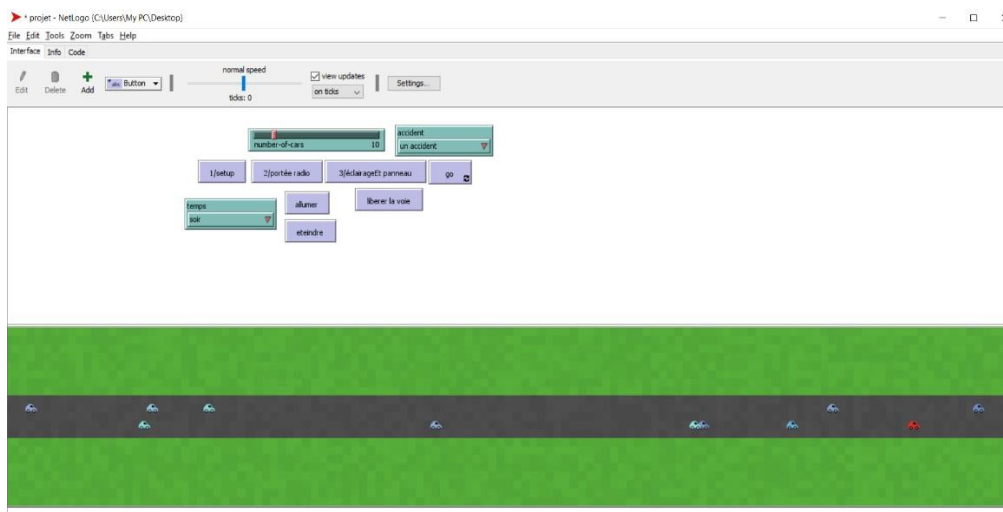 * projet - NetLogo {C:\Users\My PC\Desktop}
File Edit Tools Zoom Tabs Help
Interface Info Code
normal speed
view updates
Edit Delete Add abc Button on ticks Settings...
ticks: 0
number-of-cars 10
accident
un accident
1/setup 2/portée radio 3/éclairageEt panneau go
temps
soir
allumer liberer la voie
eteindre